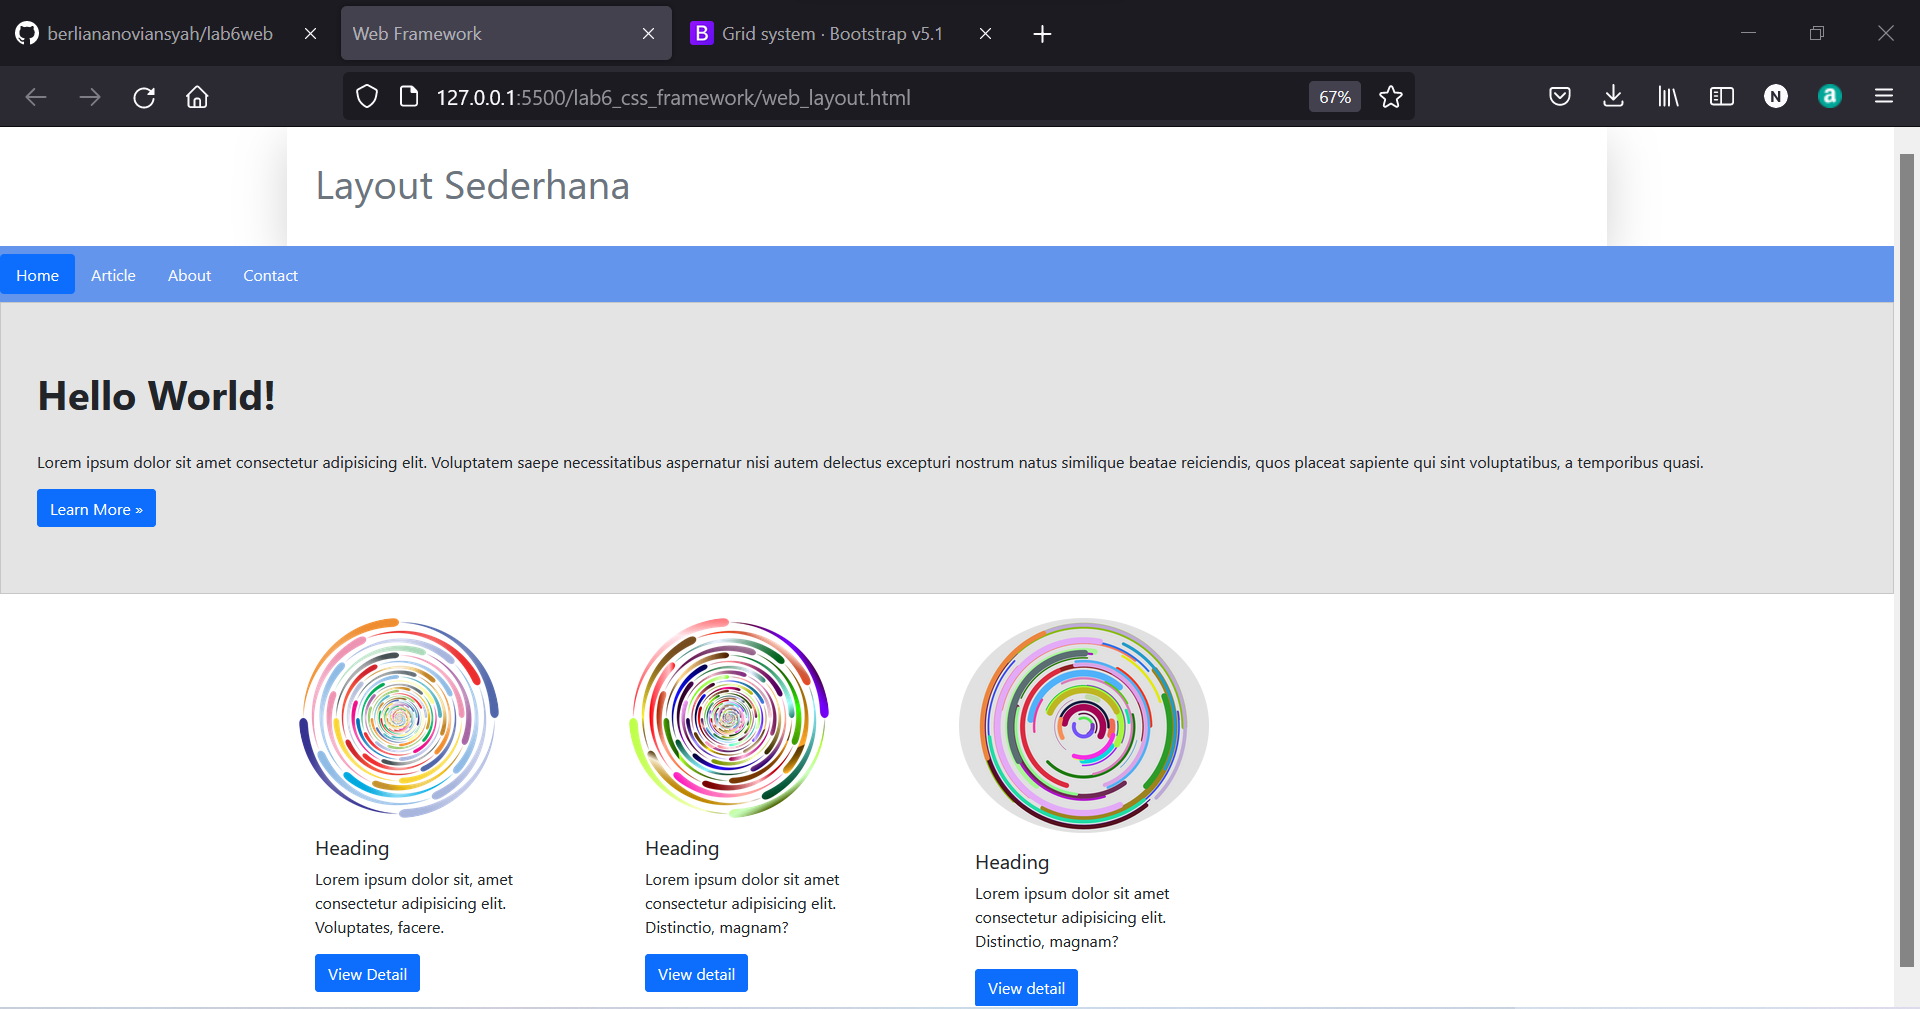 berliananoviansyah/lab6web
Web Framework
B Grid system · Bootstrap v5.1
127.0.0.1:5500/lab6_css_framework/web_layout.html
67%
N
a
Layout Sederhana
Home Article About Contact
Hello World!
Lorem ipsum dolor sit amet consectetur adipisicing elit. Voluptatem saepe necessitatibus aspernatur nisi autem delectus excepturi nostrum natus similique beatae reiciendis, quos placeat sapiente qui sint voluptatibus, a temporibus quasi.
Learn More »
Heading
Lorem ipsum dolor sit, amet
consectetur adipisicing elit.
Voluptates, facere.
View Detail
Heading
Lorem ipsum dolor sit amet
consectetur adipisicing elit.
Distinctio, magnam?
View detail
Heading
Lorem ipsum dolor sit amet
consectetur adipisicing elit.
Distinctio, magnam?
View detail